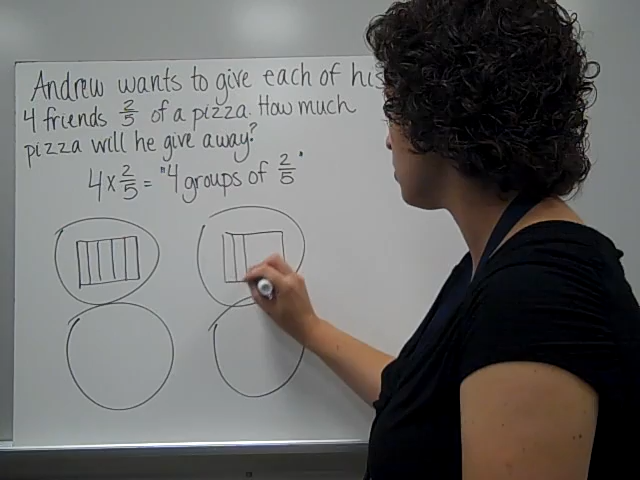 Andrew wants to give each of his
4 friends 2/5 of a pizza. How much
pizza will he give away?
4 × 2/5 = "4 groups of 2/5"